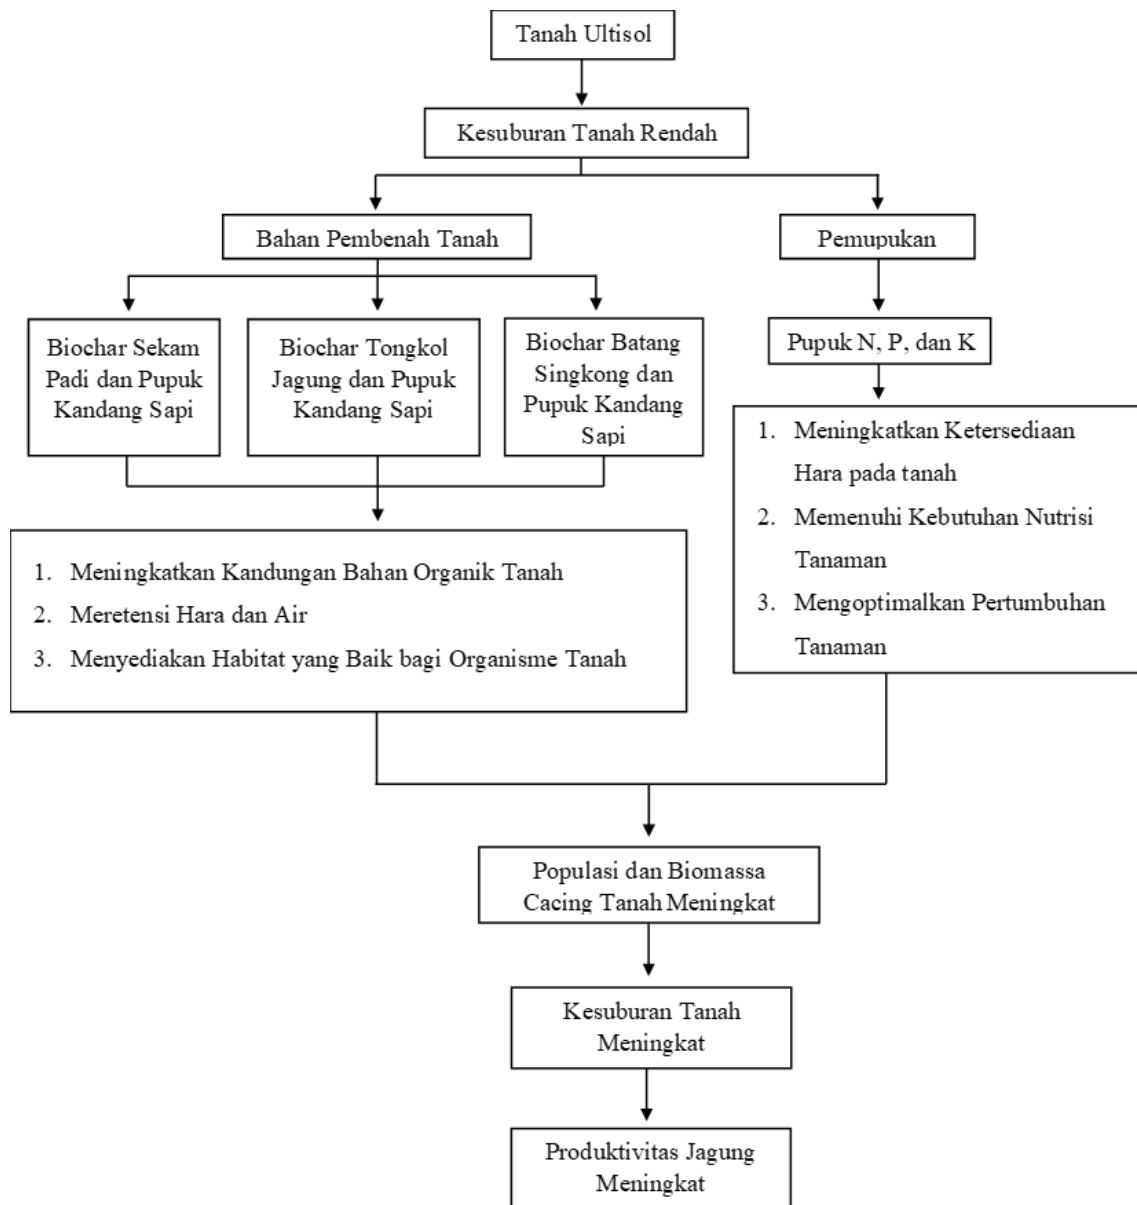 Tanah Ultisol
Kesuburan Tanah Rendah
Bahan Pembenah Tanah
Pemupukan
Biochar Sekam
Padi dan Pupuk
Kandang Sapi
Biochar Tongkol
Jagung dan Pupuk
Kandang Sapi
Biochar Batang
Singkong dan
Pupuk Kandang
Sapi
Pupuk N, P, dan K
1. Meningkatkan Ketersediaan
Hara pada tanah
2. Memenuhi Kebutuhan Nutrisi
Tanaman
3. Mengoptimalkan Pertumbuhan
Tanaman
1. Meningkatkan Kandungan Bahan Organik Tanah
2. Meretensi Hara dan Air
3. Menyediakan Habitat yang Baik bagi Organisme Tanah
Populasi dan Biomassa
Cacing Tanah Meningkat
Kesuburan Tanah
Meningkat
Produktivitas Jagung
Meningkat